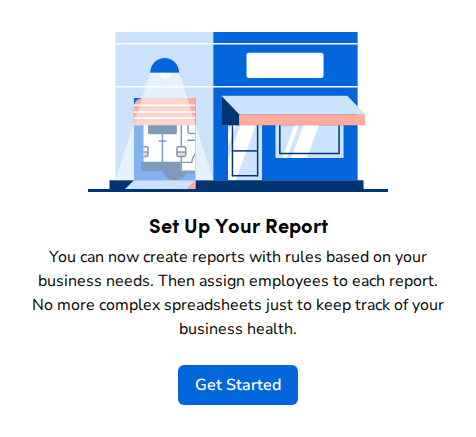 Set Up Your Report
You can now create reports with rules based on your
business needs. Then assign employees to each report.
No more complex spreadsheets just to keep track of your
business health.
Get Started